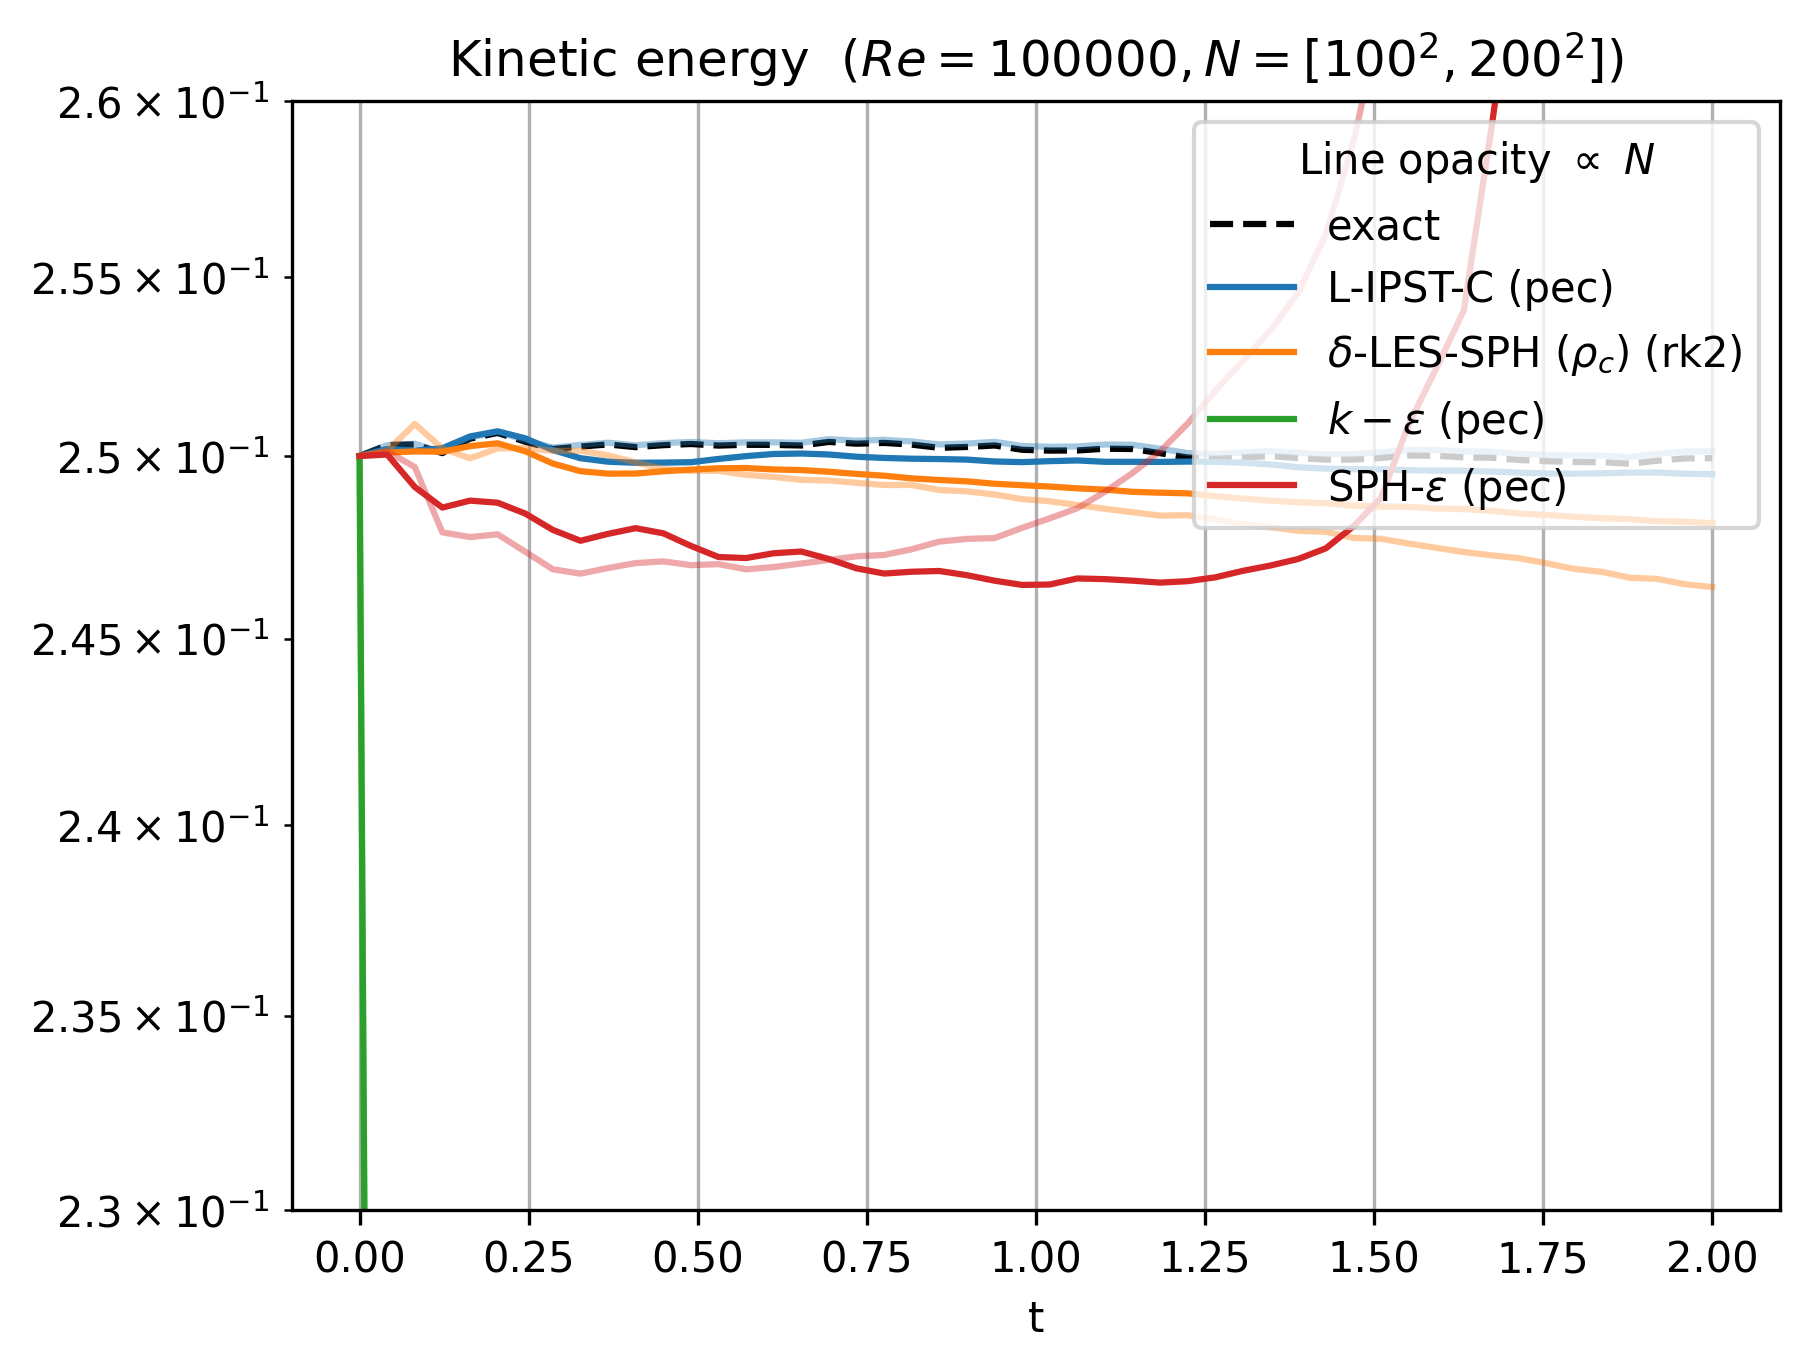 Kinetic energy (Re = 100000, N = [100², 200²])
2.6 × 10⁻¹
2.55 × 10⁻¹
2.5 × 10⁻¹
2.45 × 10⁻¹
2.4 × 10⁻¹
2.35 × 10⁻¹
2.3 × 10⁻¹
Line opacity ∝ N
exact
L-IPST-C (pec)
δ-LES-SPH (ρ_c) (rk2)
k − ε (pec)
SPH-ε (pec)
0.00 0.25 0.50 0.75 1.00 1.25 1.50 1.75 2.00
t